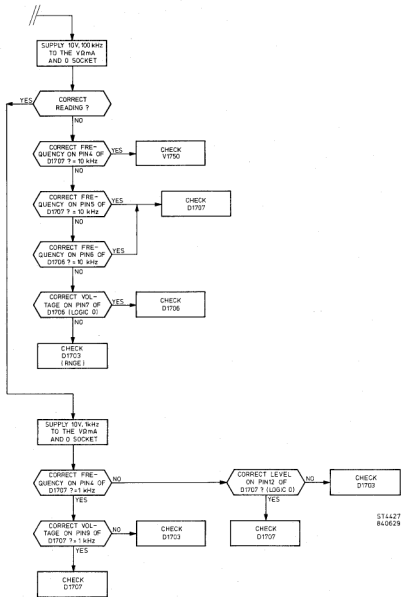 SUPPLY 10V,100 kHz
TO THE VΩmA
AND 0 SOCKET
YES
CORRECT
READING ?
NO
CORRECT FRE-
QUENCY ON PIN4 OF
D1707 ? = 10 kHz
YES
CHECK
V1750
NO
CORRECT FRE-
QUENCY ON PIN5 OF
D1707 ? = 10 kHz
YES
CHECK
D1707
NO
CORRECT FRE-
QUENCY ON PIN6 OF
D1706 ? = 10 kHz
YES
NO
CORRECT VOL-
TAGE ON PIN7 OF
D1706 (LOGIC 0)
YES
CHECK
D1706
NO
CHECK
D1703
(RNGE)
SUPPLY 10V, 1kHz
TO THE VΩmA
AND 0 SOCKET
CORRECT FRE-
QUENCY ON PIN4 OF
D1707 ? = 1 kHz
NO
CORRECT LEVEL
ON PIN12 OF
D1707 ? (LOGIC 0)
NO
CHECK
D1703
YES
YES
CORRECT VOL-
TAGE ON PIN9 OF
D1707 ? = 1 kHz
NO
CHECK
D1703
CHECK
D1707
YES
CHECK
D1707
ST4427
840629